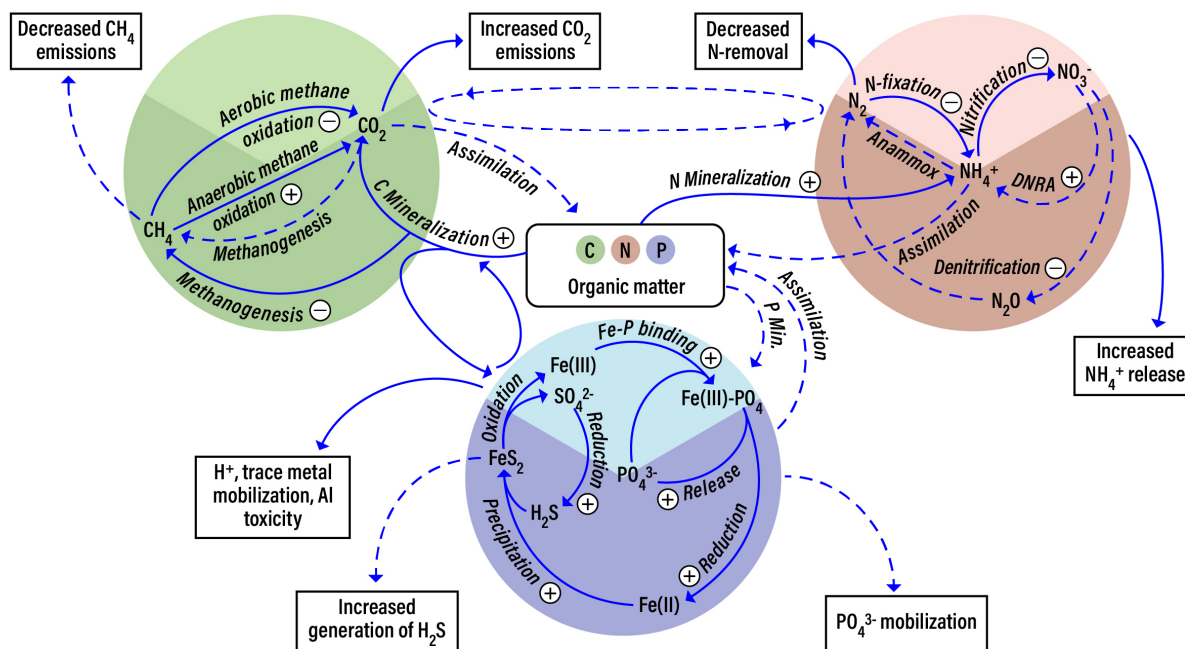 Decreased CH₄
emissions
Increased CO₂
emissions
Decreased
N-removal
Aerobic methane
oxidation −
CO₂
Anaerobic methane
oxidation +
Methanogenesis
CH₄
Methanogenesis −
C Mineralization +
Assimilation
N₂
N-fixation −
Nitrification −
NO₃⁻
Anammox
NH₄⁺
DNRA +
N Mineralization +
Assimilation
Denitrification −
N₂O
Increased
NH₄⁺ release
C N P
Organic matter
P Min.
Assimilation
Fe-P binding +
Fe(III)
SO₄²⁻
Fe(III)-PO₄
Oxidation
Reduction +
FeS₂
PO₄³⁻
Release +
H₂S
Precipitation +
Reduction +
Fe(II)
H⁺, trace metal
mobilization, Al
toxicity
Increased
generation of H₂S
PO₄³⁻ mobilization